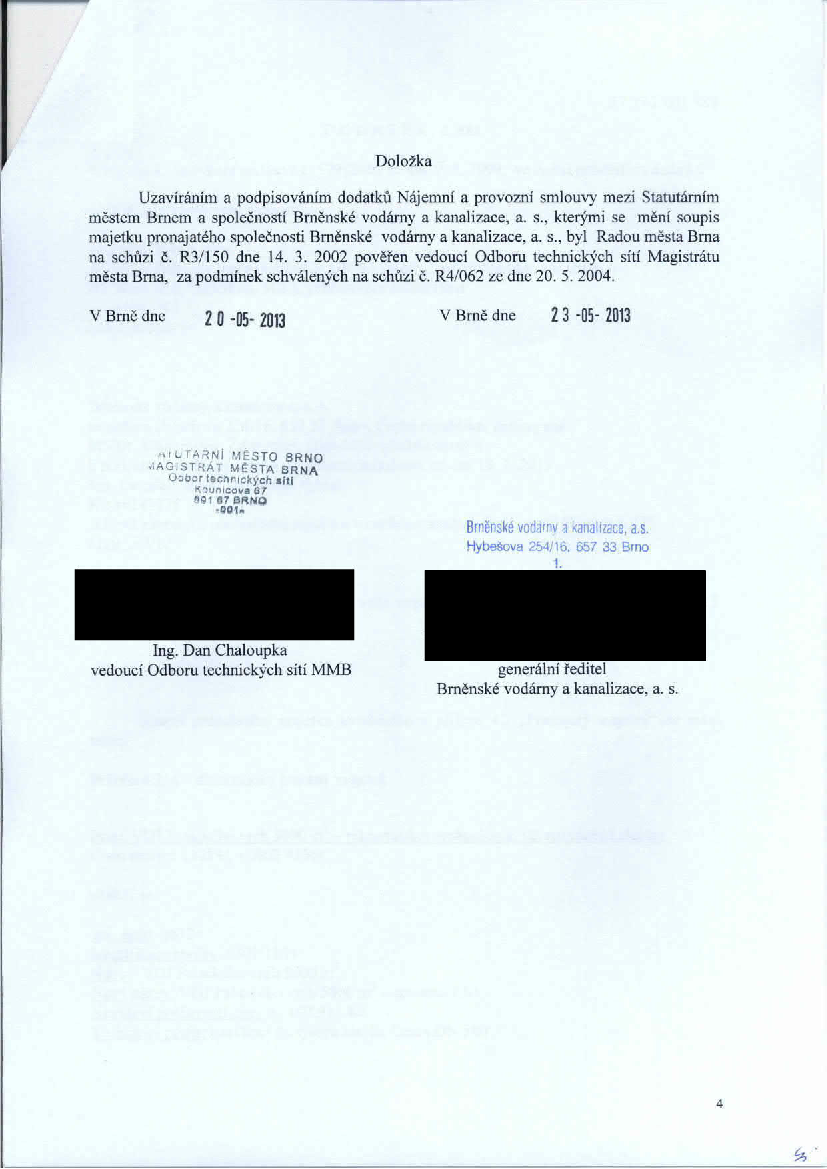 Doložka
Uzavíráním a podpisováním dodatků Nájemní a provozní smlouvy mezi Statutárním
městem Brnem a společností Brněnské vodárny a kanalizace, a. s., kterými se mění soupis
majetku pronajatého společnosti Brněnské vodárny a kanalizace, a. s., byl Radou města Brna
na schůzi č. R3/150 dne 14. 3. 2002 pověřen vedoucí Odboru technických sítí Magistrátu
města Brna, za podmínek schválených na schůzi č. R4/062 ze dne 20. 5. 2004.
V Brně dne 20 -05- 2013
V Brně dne 23 -05- 2013
MĚSTO BRNO
MAGISTRÁT MĚSTA BRNA
Odbor technických sítí
Kounicova 67
601 67 BRNO
-001-
Brněnské vodárny a kanalizace, a.s.
Hybešova 254/16, 657 33 Brno
1.
Ing. Dan Chaloupka
vedoucí Odboru technických sítí MMB
generální ředitel
Brněnské vodárny a kanalizace, a. s.
4